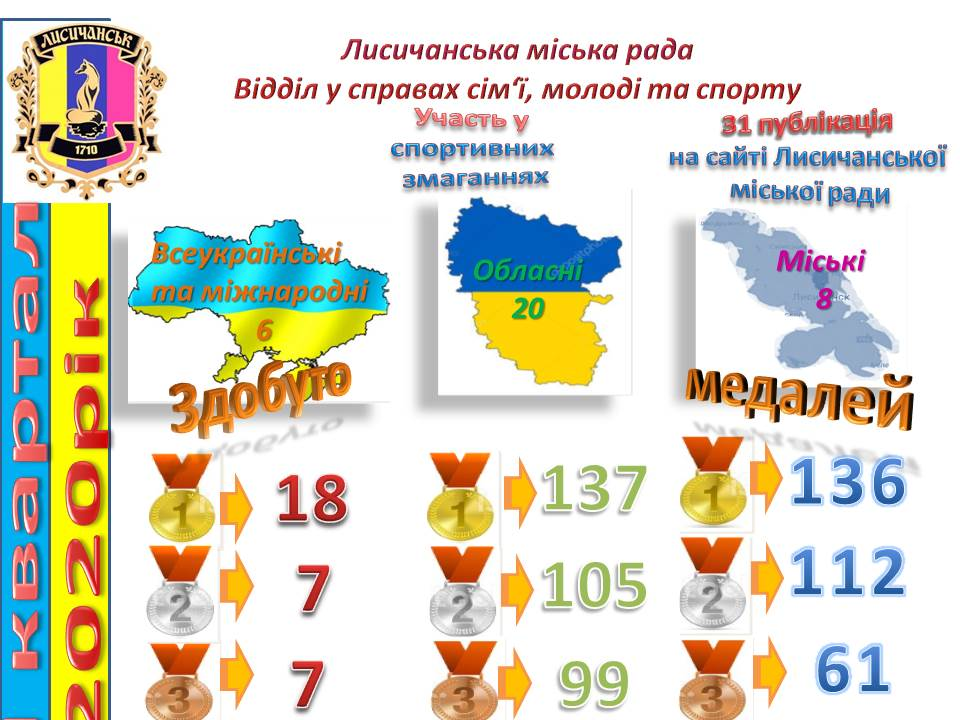 ЛИСИЧАНСЬК
1710
Лисичанська міська рада
Відділ у справах сім‘ї, молоді та спорту
Участь у
спортивних
змаганнях
31 публікація
на сайті Лисичанської
міської ради
Всеукраїнські
та міжнародні
6
Обласні
20
Міські
8
Здобуто
медалей
1
18
1
137
1
136
2
7
2
105
2
112
3
7
3
99
3
61
квартал
2020рік